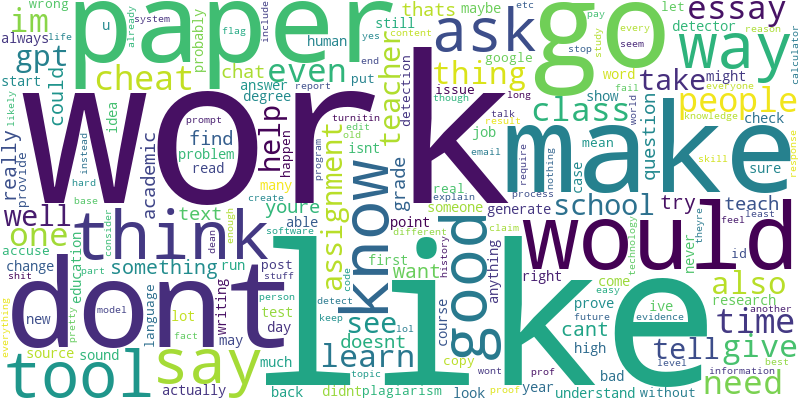 paper
go
ask
essay
way
work
make
like
dont
think
would
good
know
say
tool
cheat
even
thing
class
people
school
learn
help
teacher
assignment
see
tell
time
give
need
also
one
well
gpt
im
take
question
try
teach
something
really
could
academic
find
text
grade
want
writing
wrong
always
u
start
idea
chat
answer
degree
problem
read
probably
thats
still
put
human
maybe
yes
end
google
issue
isnt
happen
report
prompt
system
already
flag
include
many
youre
able
generate
point
someone
real
job
mean
show
word
might
detector
check
sure
fail
stop
pay
let
etc
study
every
seem
content
reason
life
calculator
everyone
knowledge
skill
case
likely
provide
hard
instead
base
create
program
turnitin
edit
old
result
though
long
talk
email
world
require
process
explain
detection
accuse
change
education
consider
part
pretty
dean
enough
software
run
post
stuff
person
test
day
detect
code
keep
lol
first
doesnt
cant
prove
future
ive
evidence
high
easy
bad
come
right
anything
different
history
claim
course
copy
wont
prof
proof
look
year
understand
without
level
information
best
research
another
never
theyre
feel
least
id
technology
new
model
lot
fact
may
language
source
sound
actually
much
back
didnt
topic
plagiarism
shit
everything
response